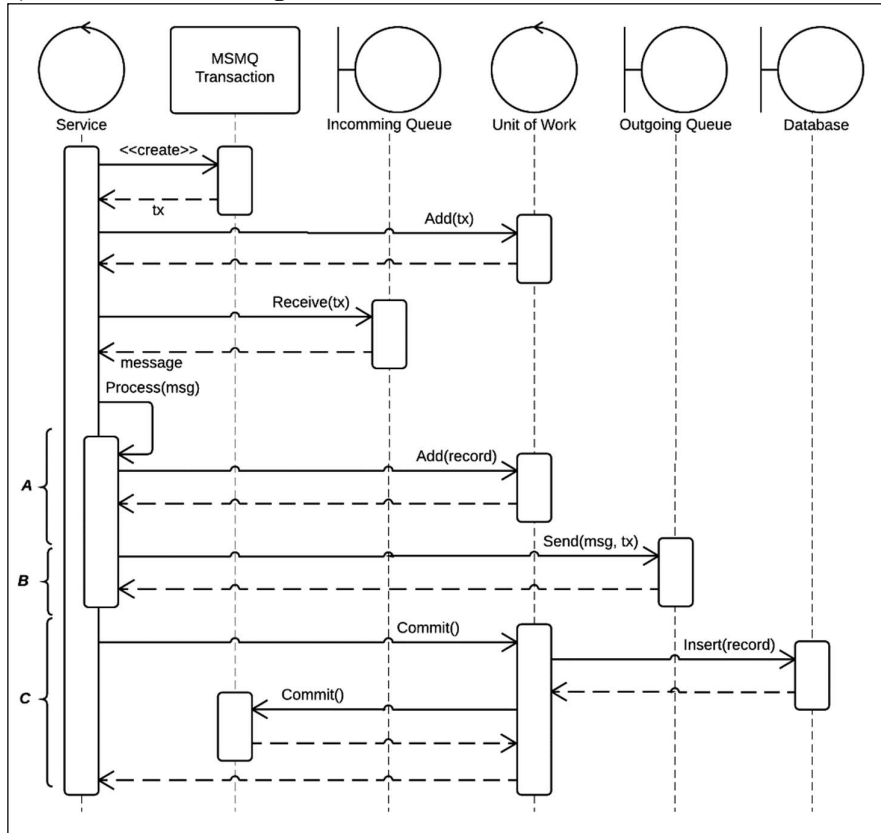 MSMQ
Transaction
Service
Incomming Queue
Unit of Work
Outgoing Queue
Database
<<create>>
tx
Add(tx)
Receive(tx)
message
Process(msg)
A
Add(record)
B
Send(msg, tx)
C
Commit()
Insert(record)
Commit()